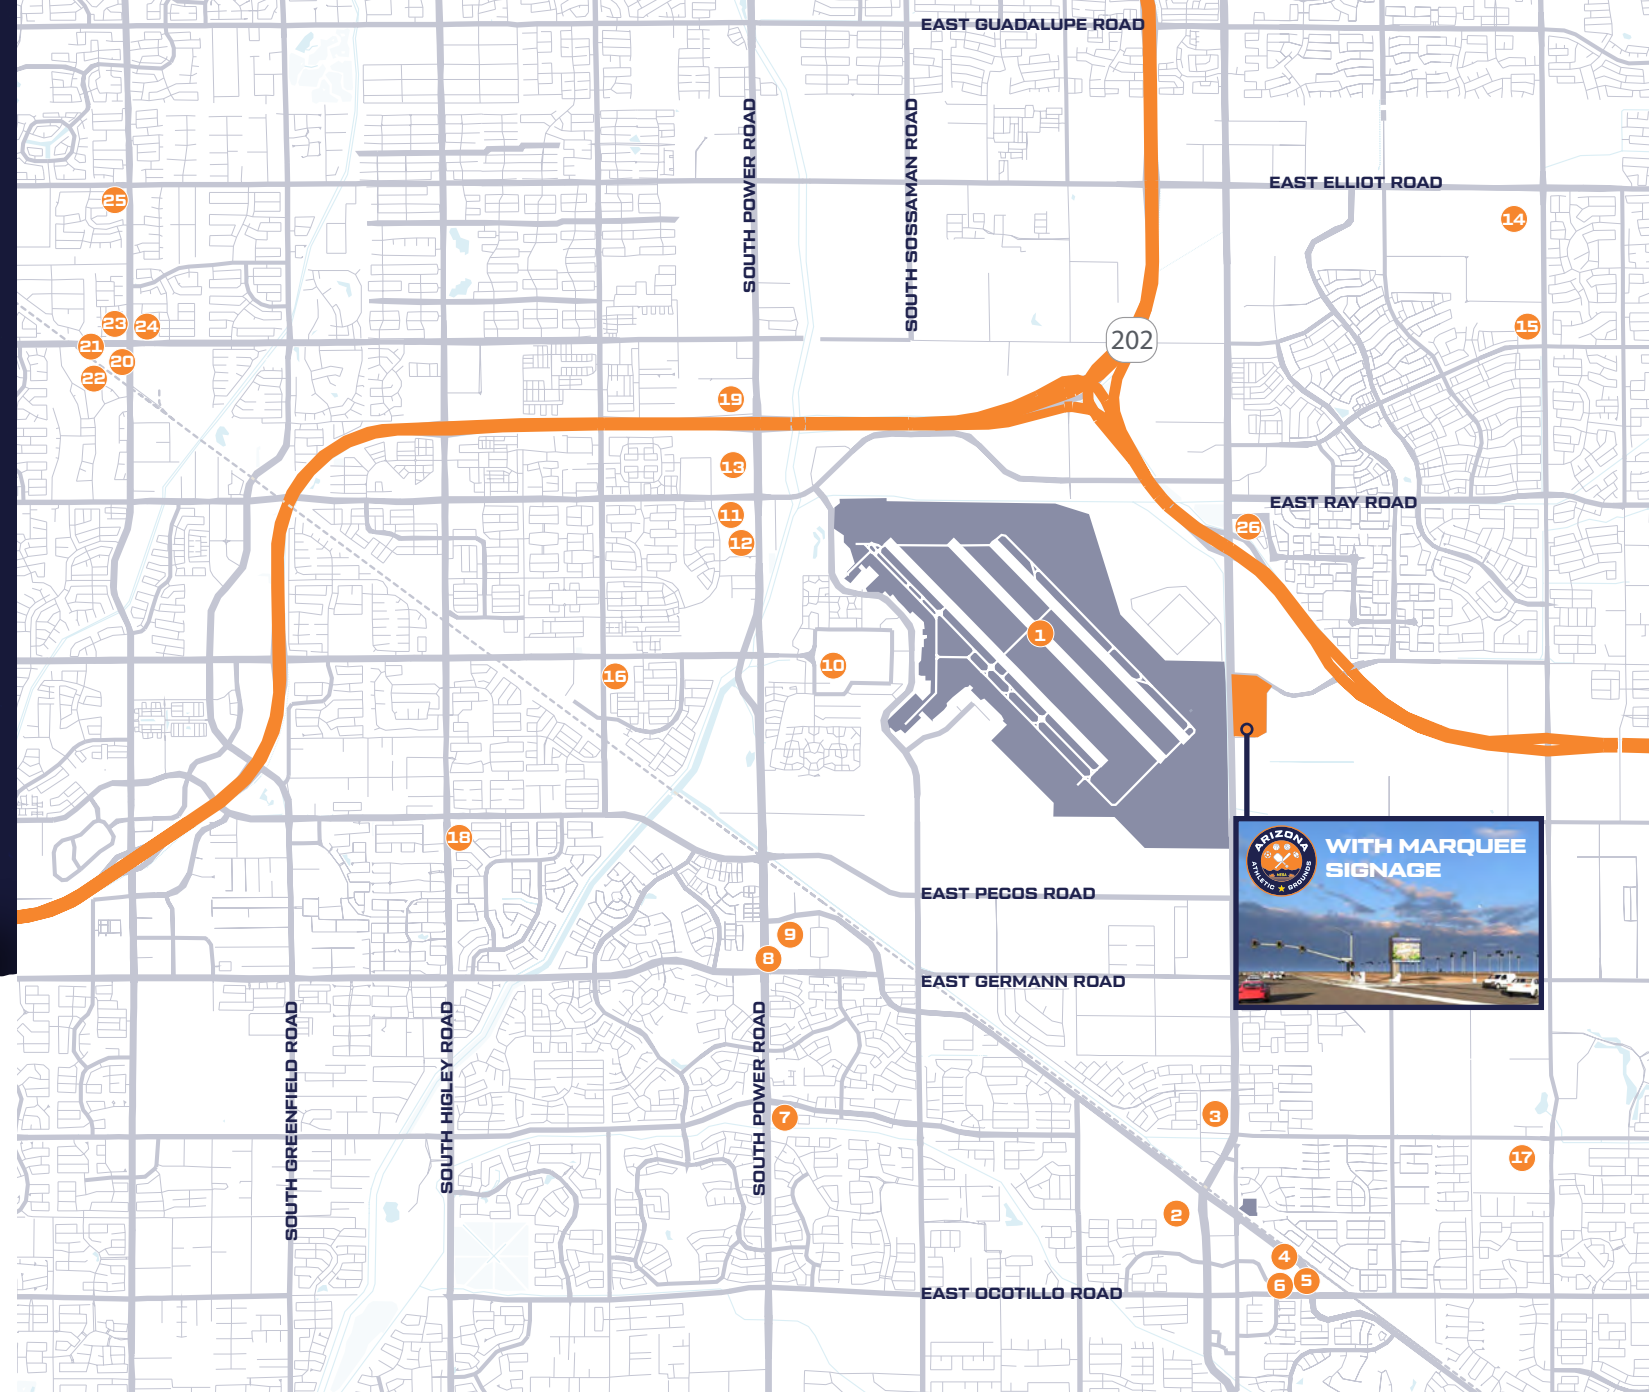 EAST GUADALUPE ROAD
SOUTH POWER ROAD
SOUTH SOSSAMAN ROAD
EAST ELLIOT ROAD
25
14
23
24
21
20
22
15
202
19
13
11
12
EAST RAY ROAD
26
1
10
16
18
ARIZONA
ATHLETIC GROUNDS
WITH MARQUEE
SIGNAGE
EAST PECOS ROAD
9
8
EAST GERMANN ROAD
SOUTH GREENFIELD ROAD
SOUTH HIGLEY ROAD
SOUTH POWER ROAD
7
3
17
2
4
5
6
EAST OCOTILLO ROAD